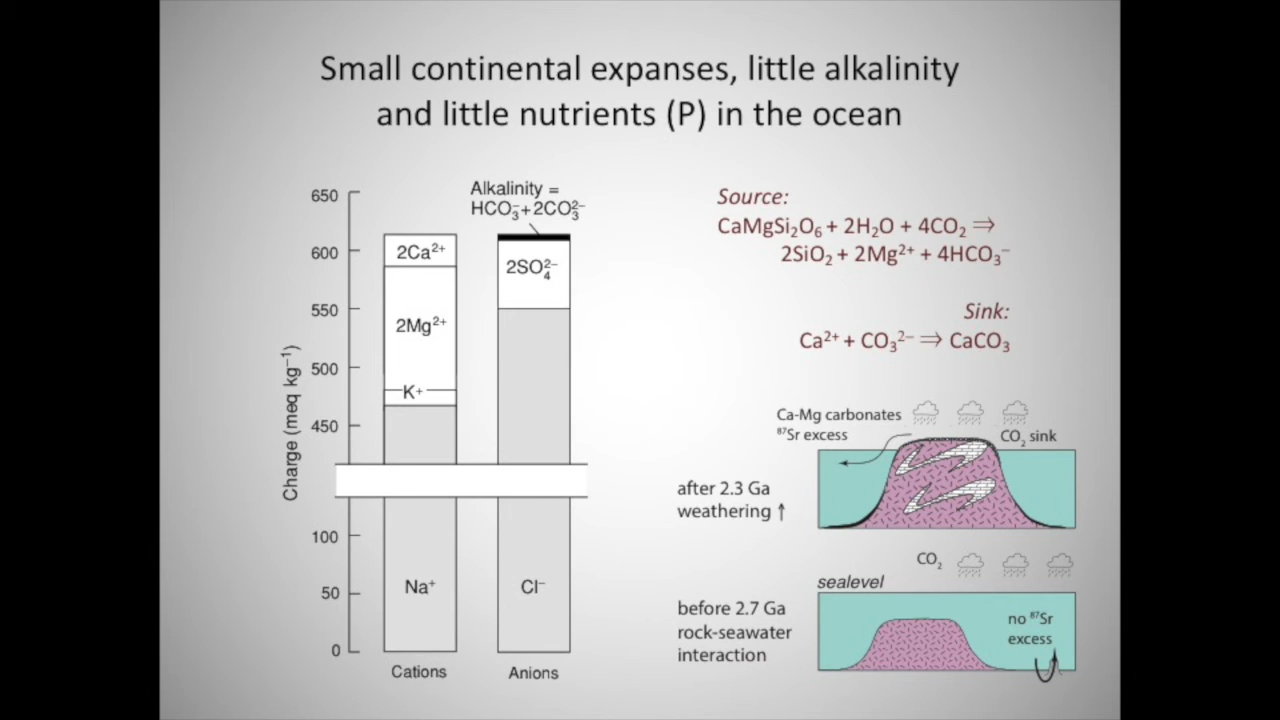 Small continental expanses, little alkalinity
and little nutrients (P) in the ocean
Alkalinity =
HCO₃⁻+2CO₃²⁻
650
600
550
500
450
100
50
0
Charge (meq kg⁻¹)
2Ca²⁺
2Mg²⁺
K⁺
Na⁺
Cations
2SO₄²⁻
Cl⁻
Anions
Source:
CaMgSi₂O₆ + 2H₂O + 4CO₂ ⇒
2SiO₂ + 2Mg²⁺ + 4HCO₃⁻
Sink:
Ca²⁺ + CO₃²⁻ ⇒ CaCO₃
Ca-Mg carbonates
⁸⁷Sr excess
CO₂ sink
after 2.3 Ga
weathering ↑
CO₂
sealevel
before 2.7 Ga
rock-seawater
interaction
no ⁸⁷Sr
excess